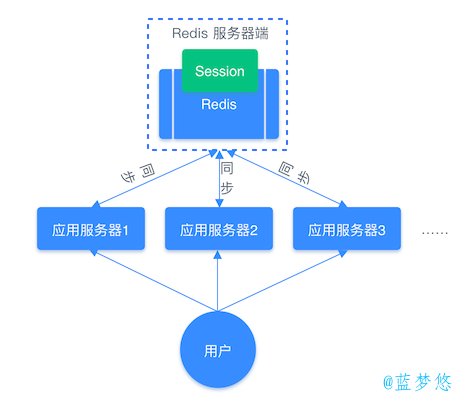 Redis 服务器端
Session
Redis
同步
同步
同步
应用服务器1
应用服务器2
应用服务器3
……
用户
@蓝梦悠